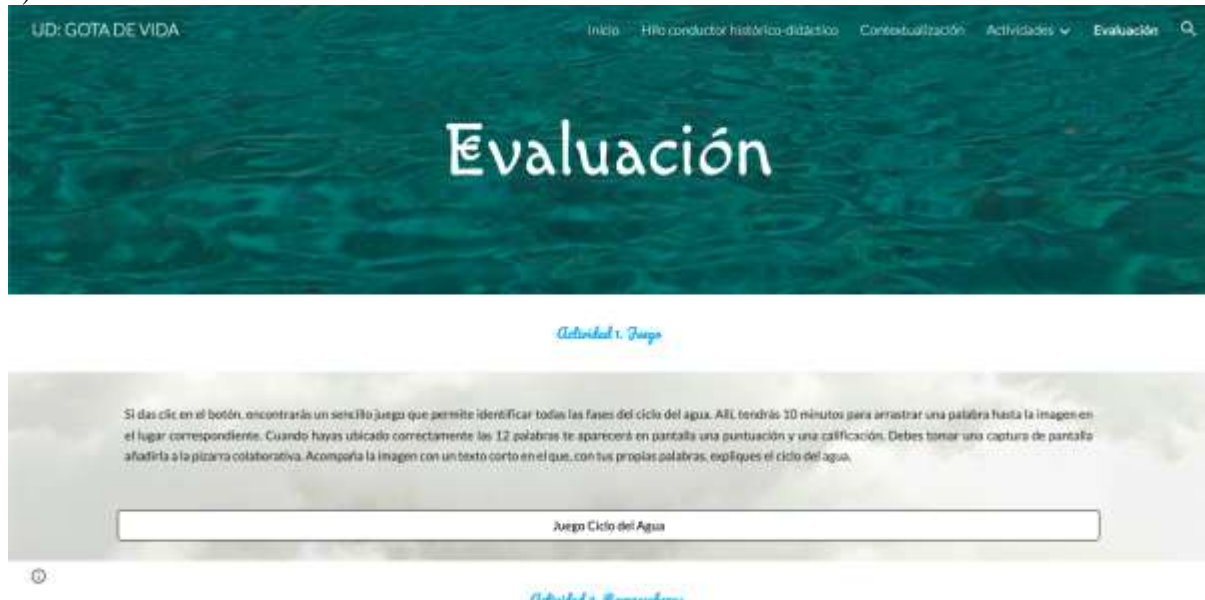 UD: GOTA DE VIDA
Inicio Hilo conductor histórico-didáctico Contextualización Actividades Evaluación
Evaluación
Actividad 1. Juego
Si das clic en el botón, encontrarás un sencillo juego que permite identificar todas las fases del ciclo del agua. Allí, tendrás 10 minutos para arrastrar una palabra hasta la imagen en
el lugar correspondiente. Cuando hayas ubicado correctamente las 12 palabras te aparecerá en pantalla una puntuación y una calificación. Debes tomar una captura de pantalla
añadirla a la pizarra colaborativa. Acompaña la imagen con un texto corto en el que, con tus propias palabras, expliques el ciclo del agua.
Juego Ciclo del Agua
Actividad